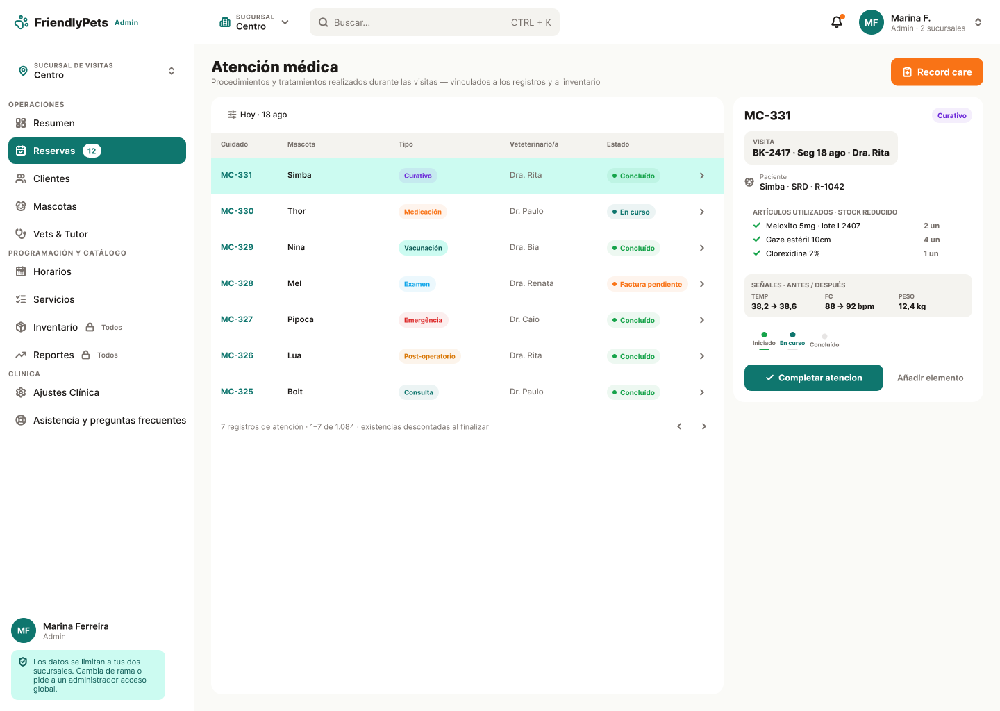 FriendlyPets Admin
SUCURSAL
Centro
Buscar...
CTRL + K
MF
Marina F.
Admin · 2 sucursales
SUCURSAL DE VISITAS
Centro
OPERACIONES
Resumen
Reservas 12
Clientes
Mascotas
Vets & Tutor
PROGRAMACIÓN Y CATÁLOGO
Horarios
Servicios
Inventario Todos
Reportes Todos
CLINICA
Ajustes Clínica
Asistencia y preguntas frecuentes
MF
Marina Ferreira
Admin
Los datos se limitan a tus dos
sucursales. Cambia de rama o
pide a un administrador acceso
global.
Atención médica
Procedimientos y tratamientos realizados durante las visitas — vinculados a los registros y al inventario
Record care
Hoy · 18 ago
Cuidado Mascota Tipo Veteterinario/a Estado
MC-331 Simba Curativo Dra. Rita Concluído
MC-330 Thor Medicación Dr. Paulo En curso
MC-329 Nina Vacunación Dra. Bia Concluído
MC-328 Mel Examen Dra. Renata Factura pendiente
MC-327 Pipoca Emergência Dr. Caio Concluído
MC-326 Lua Post-operatorio Dra. Rita Concluído
MC-325 Bolt Consulta Dr. Paulo Concluído
7 registros de atención · 1–7 de 1.084 · existencias descontadas al finalizar
MC-331
Curativo
VISITA
BK-2417 · Seg 18 ago · Dra. Rita
Paciente
Simba · SRD · R-1042
ARTÍCULOS UTILIZADOS · STOCK REDUCIDO
Meloxito 5mg · lote L2407 2 un
Gaze estéril 10cm 4 un
Clorexidina 2% 1 un
SEÑALES · ANTES / DESPUÉS
TEMP FC PESO
38,2 → 38,6 88 → 92 bpm 12,4 kg
Iniciado En curso Concluído
Completar atencion
Añadir elemento